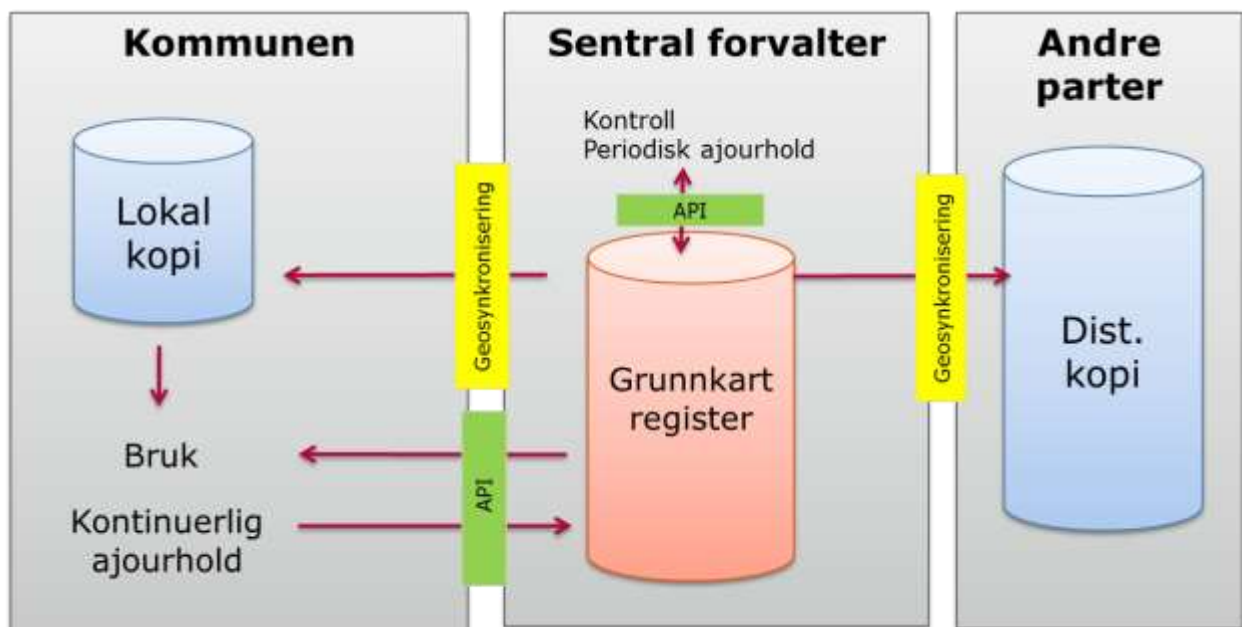 Kommunen
Lokal
kopi
Bruk
Kontinuerlig
ajourhold
Geosynkronisering
API
Sentral forvalter
Kontroll
Periodisk ajourhold
API
Grunnkart
register
Geosynkronisering
Andre
parter
Dist.
kopi